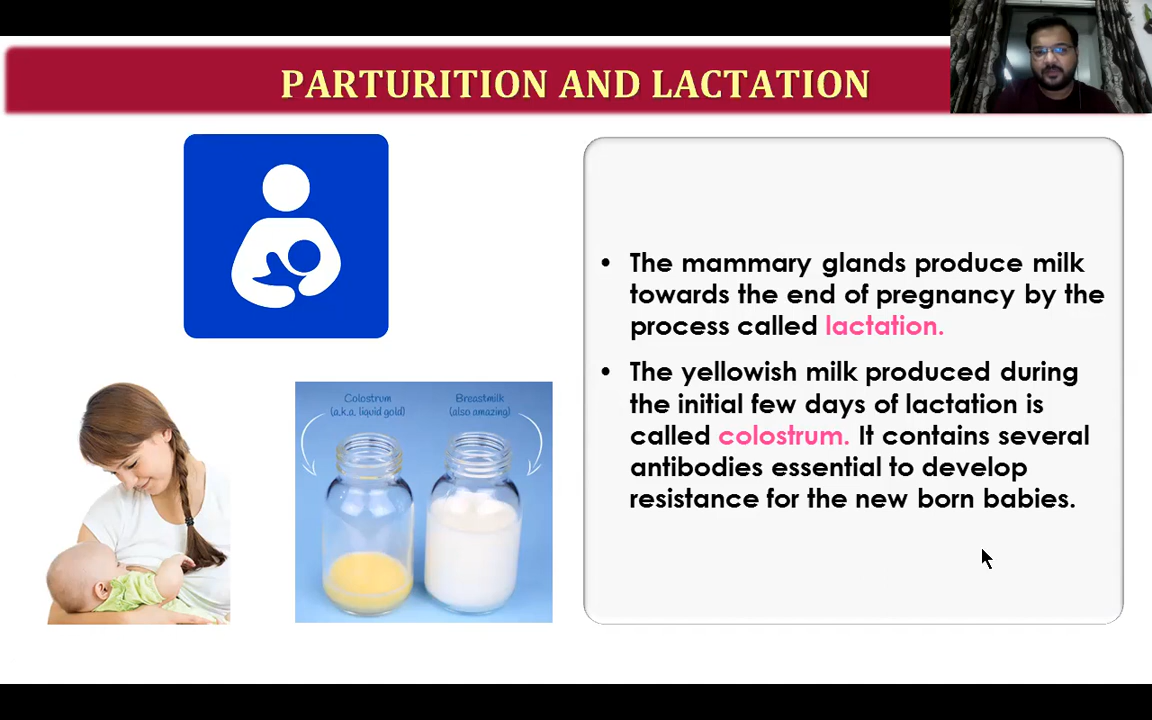 PARTURITION AND LACTATION
• The mammary glands produce milk
towards the end of pregnancy by the
process called lactation.
• The yellowish milk produced during
the initial few days of lactation is
called colostrum. It contains several
antibodies essential to develop
resistance for the new born babies.
Colostrum
(a.k.a. liquid gold)
Breastmilk
(also amazing)